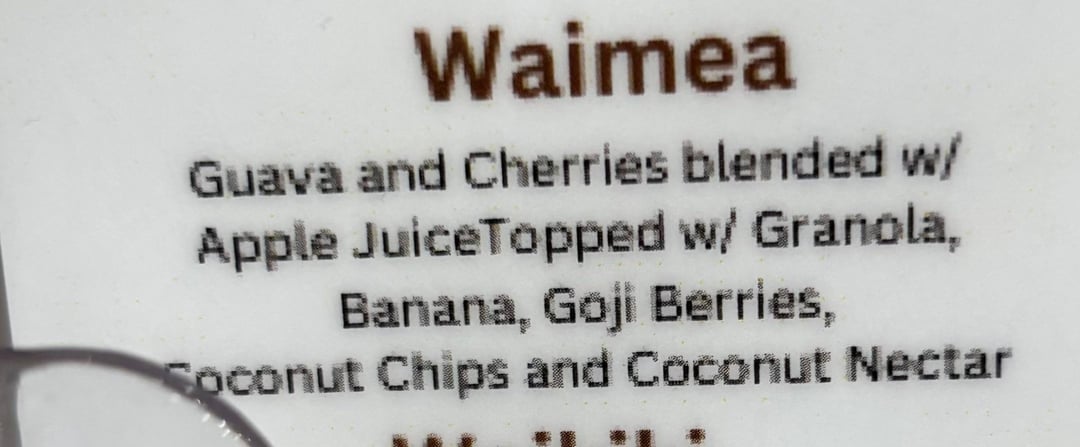 Waimea
Guava and Cherries blended w/
Apple JuiceTopped w/ Granola,
Banana, Goji Berries,
Coconut Chips and Coconut Nectar